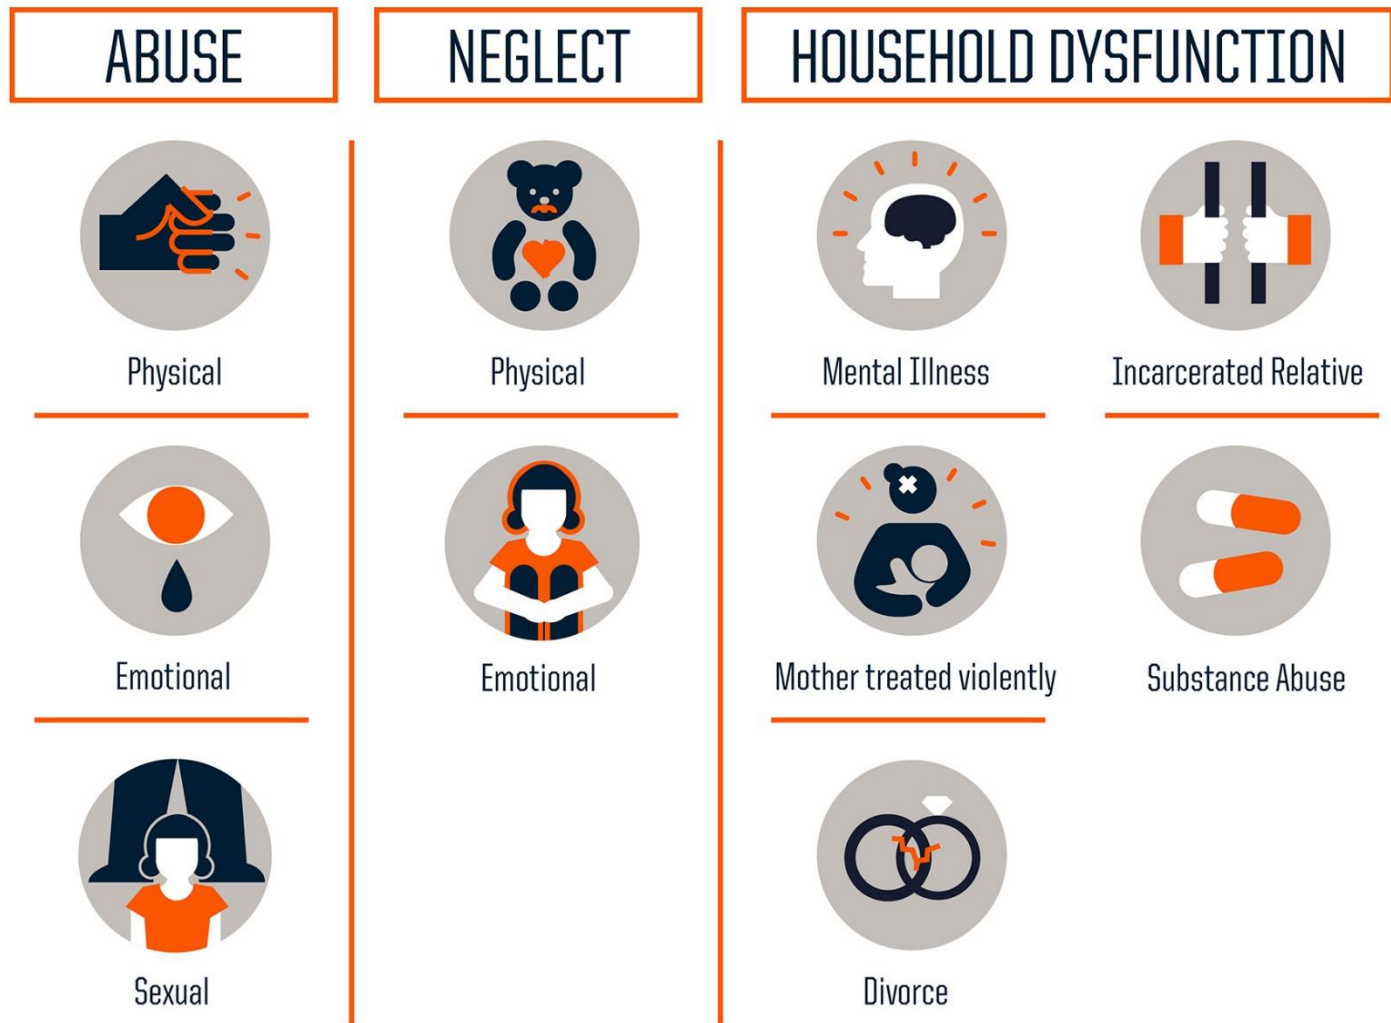 ABUSE
Physical
Emotional
Sexual
NEGLECT
Physical
Emotional
HOUSEHOLD DYSFUNCTION
Mental Illness
Incarcerated Relative
Mother treated violently
Substance Abuse
Divorce